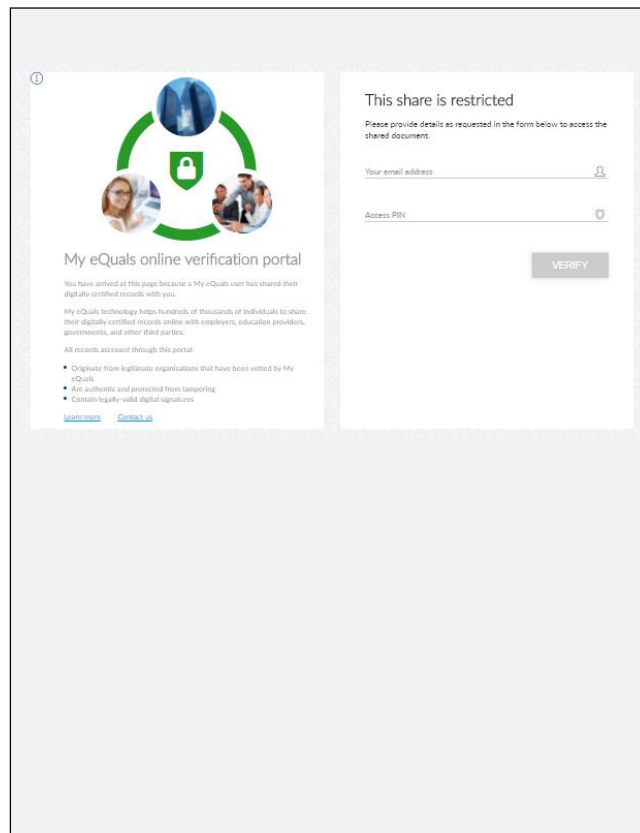 My eQuals online verification portal
You have arrived at this page because a My eQuals user has shared their
digitally certified records with you.
My eQuals technology helps hundreds of thousands of individuals to share
their digitally certified records online with employers, education providers,
governments, and other third parties.
All records accessed through this portal:
Originate from legitimate organisations that have been vetted by My
eQuals
Are authentic and protected from tampering
Contain legally-valid digital signatures
Learn more Contact us
This share is restricted
Please provide details as requested in the form below to access the
shared document.
Your email address
Access PIN
VERIFY